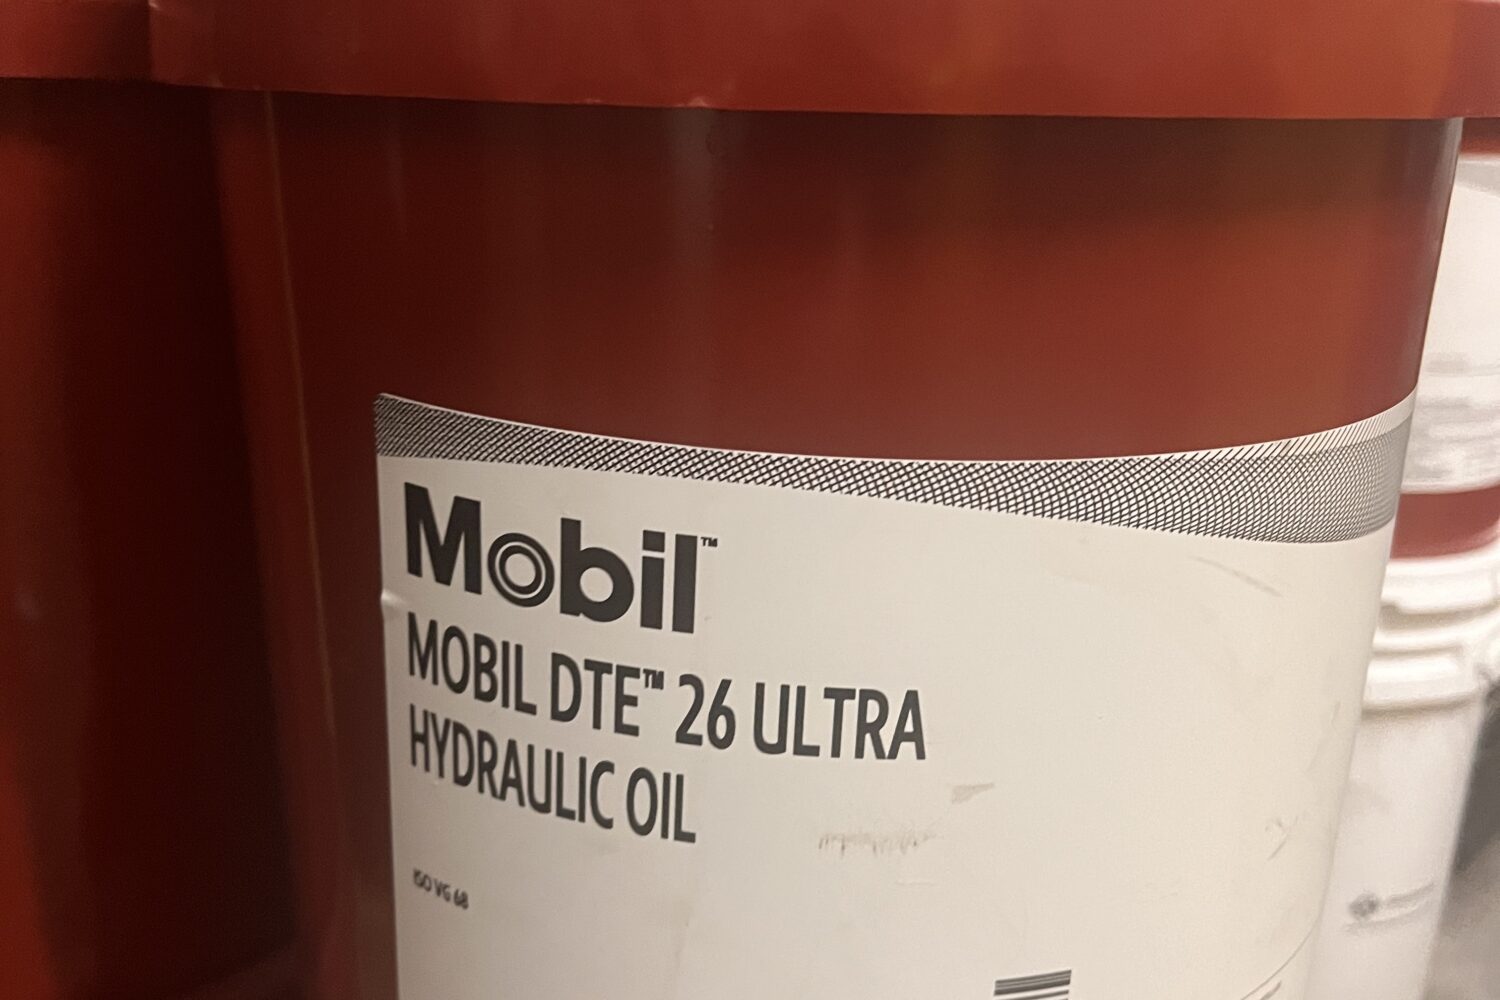 Mobil™
MOBIL DTE™ 26 ULTRA
HYDRAULIC OIL
ISO VG 68